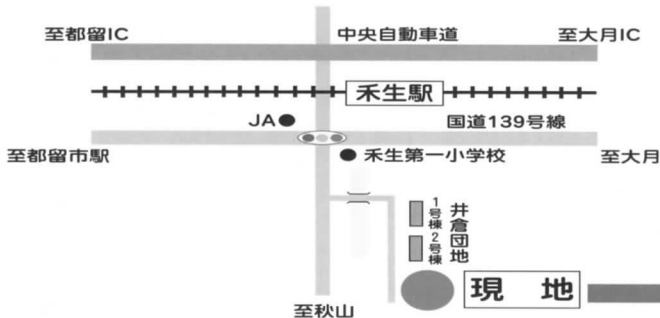 至都留IC
中央自動車道
至大月IC
禾生駅
JA
国道139号線
至都留市駅
禾生第一小学校
至大月
1号棟
2号棟
井倉団地
現 地
至秋山